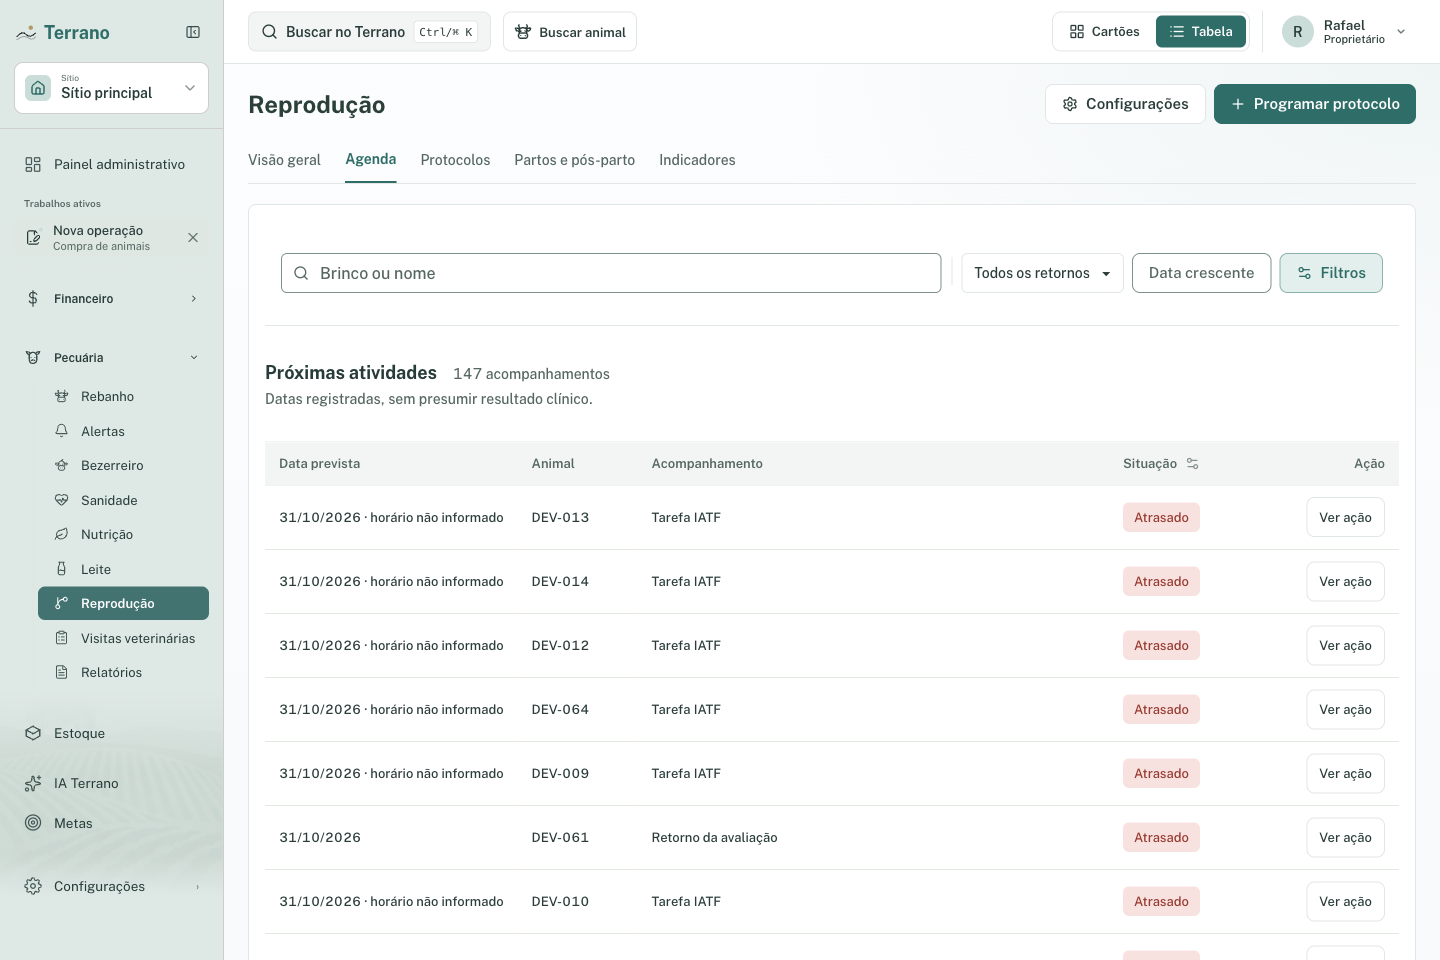 Terrano
Buscar no Terrano Ctrl/⌘ K
Buscar animal
Cartões
Tabela
R
Rafael
Proprietário
Sítio
Sítio principal
Painel administrativo
Trabalhos ativos
Nova operação
Compra de animais
Financeiro
Pecuária
Rebanho
Alertas
Bezerreiro
Sanidade
Nutrição
Leite
Reprodução
Visitas veterinárias
Relatórios
Estoque
IA Terrano
Metas
Configurações
Reprodução
Configurações
Programar protocolo
Visão geral Agenda Protocolos Partos e pós-parto Indicadores
Brinco ou nome
Todos os retornos
Data crescente
Filtros
Próximas atividades 147 acompanhamentos
Datas registradas, sem presumir resultado clínico.
Data prevista Animal Acompanhamento Situação Ação
31/10/2026 · horário não informado DEV-013 Tarefa IATF Atrasado Ver ação
31/10/2026 · horário não informado DEV-014 Tarefa IATF Atrasado Ver ação
31/10/2026 · horário não informado DEV-012 Tarefa IATF Atrasado Ver ação
31/10/2026 · horário não informado DEV-064 Tarefa IATF Atrasado Ver ação
31/10/2026 · horário não informado DEV-009 Tarefa IATF Atrasado Ver ação
31/10/2026 DEV-061 Retorno da avaliação Atrasado Ver ação
31/10/2026 · horário não informado DEV-010 Tarefa IATF Atrasado Ver ação